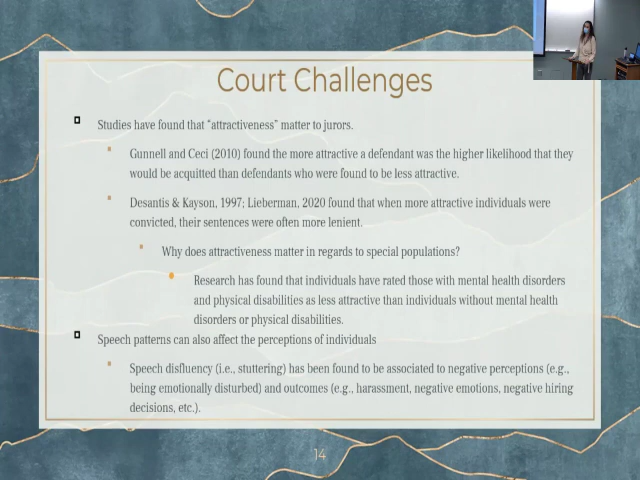 Court Challenges
Studies have found that "attractiveness" matter to jurors.
Gunnell and Ceci (2010) found the more attractive a defendant was the higher likelihood that they
would be acquitted than defendants who were found to be less attractive.
Desantis & Kayson, 1997; Lieberman, 2020 found that when more attractive individuals were
convicted, their sentences were often more lenient.
Why does attractiveness matter in regards to special populations?
Research has found that individuals have rated those with mental health disorders
and physical disabilities as less attractive than individuals without mental health
disorders or physical disabilities.
Speech patterns can also affect the perceptions of individuals
Speech disfluency (i.e., stuttering) has been found to be associated to negative perceptions (e.g.,
being emotionally disturbed) and outcomes (e.g., harassment, negative emotions, negative hiring
decisions, etc.).
14